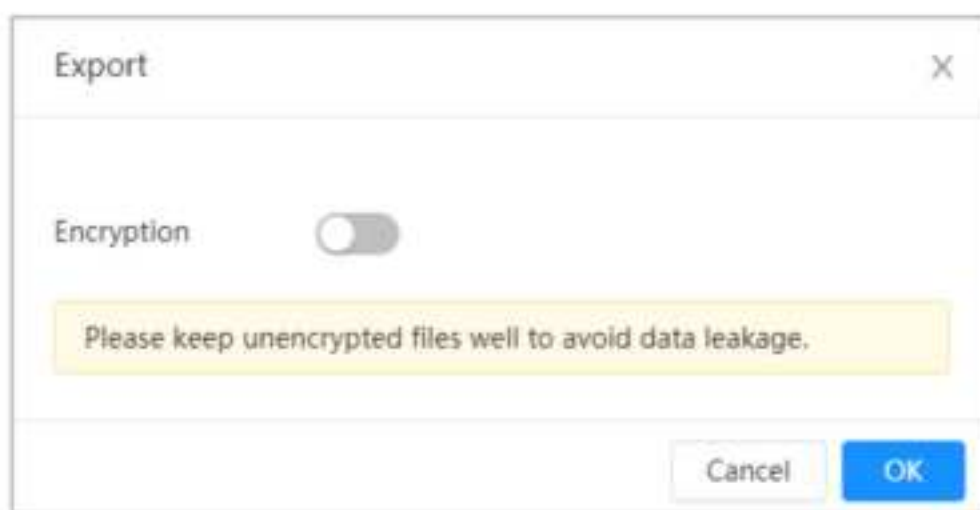 Export
Encryption
Please keep unencrypted files well to avoid data leakage.
Cancel
OK